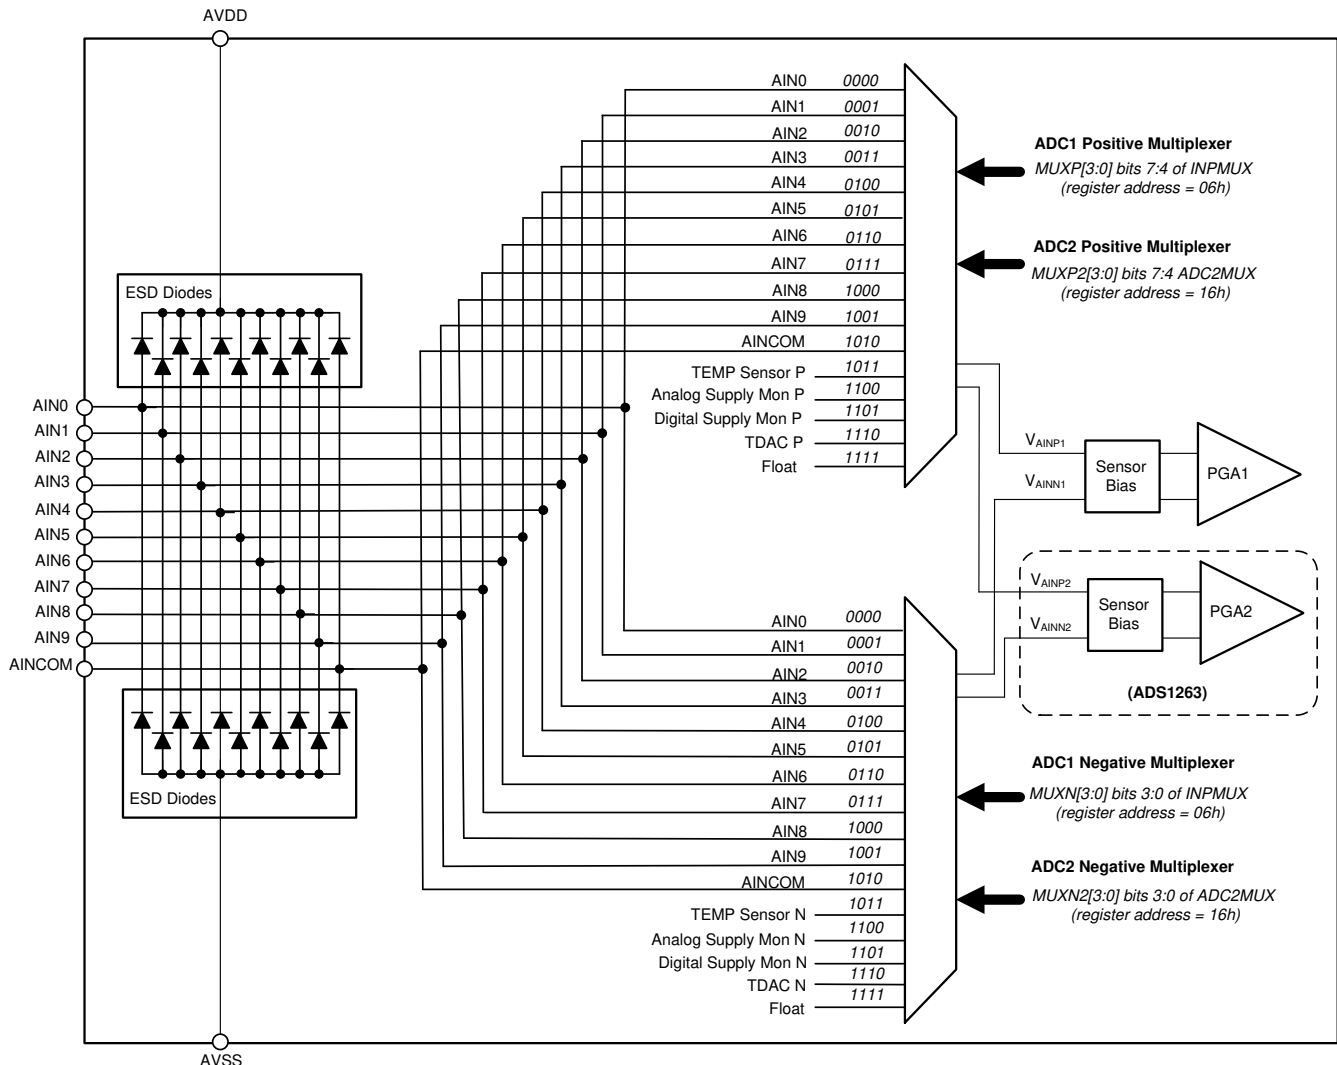 AVDD
AIN0 0000
AIN1 0001
AIN2 0010
AIN3 0011
AIN4 0100
AIN5 0101
AIN6 0110
AIN7 0111
AIN8 1000
AIN9 1001
AINCOM 1010
TEMP Sensor P 1011
Analog Supply Mon P 1100
Digital Supply Mon P 1101
TDAC P 1110
Float 1111
ADC1 Positive Multiplexer
MUXP[3:0] bits 7:4 of INPMUX
(register address = 06h)
ADC2 Positive Multiplexer
MUXP2[3:0] bits 7:4 ADC2MUX
(register address = 16h)
ESD Diodes
AIN0
AIN1
AIN2
AIN3
AIN4
AIN5
AIN6
AIN7
AIN8
AIN9
AINCOM
ESD Diodes
VAINP1
VAINN1
Sensor
Bias
PGA1
VAINP2
VAINN2
Sensor
Bias
PGA2
(ADS1263)
AIN0 0000
AIN1 0001
AIN2 0010
AIN3 0011
AIN4 0100
AIN5 0101
AIN6 0110
AIN7 0111
AIN8 1000
AIN9 1001
AINCOM 1010
TEMP Sensor N 1011
Analog Supply Mon N 1100
Digital Supply Mon N 1101
TDAC N 1110
Float 1111
ADC1 Negative Multiplexer
MUXN[3:0] bits 3:0 of INPMUX
(register address = 06h)
ADC2 Negative Multiplexer
MUXN2[3:0] bits 3:0 of ADC2MUX
(register address = 16h)
AVSS